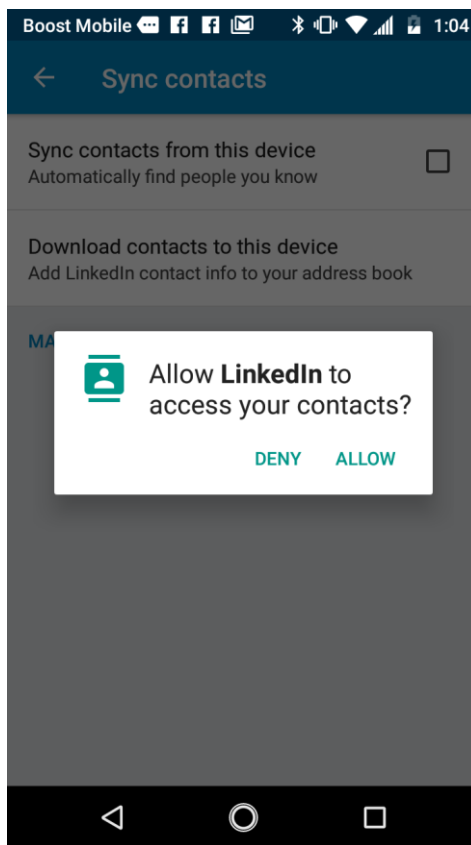 Boost Mobile 1:04
Sync contacts
Sync contacts from this device
Automatically find people you know
Download contacts to this device
Add LinkedIn contact info to your address book
MA
Allow LinkedIn to
access your contacts?
DENY ALLOW